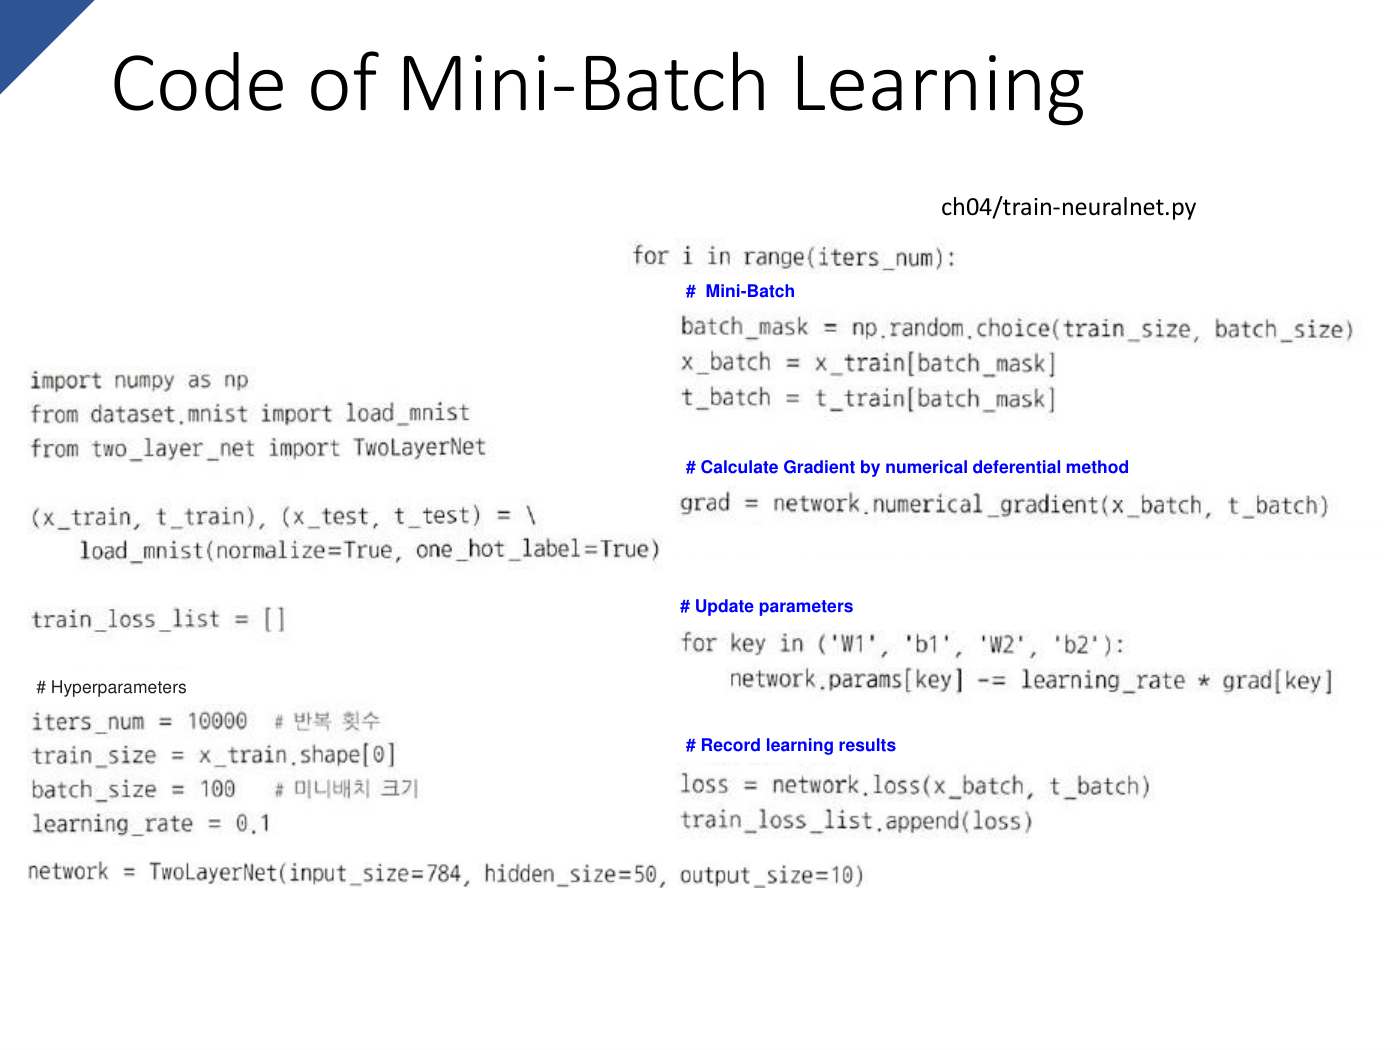 Code of Mini-Batch Learning
ch04/train-neuralnet.py
import numpy as np
from dataset.mnist import load_mnist
from two_layer_net import TwoLayerNet
(x_train, t_train), (x_test, t_test) = \
load_mnist(normalize=True, one_hot_label=True)
train_loss_list = []
# Hyperparameters
iters_num = 10000 # 반복 횟수
train_size = x_train.shape[0]
batch_size = 100 # 미니배치 크기
learning_rate = 0.1
network = TwoLayerNet(input_size=784, hidden_size=50, output_size=10)
for i in range(iters_num):
# Mini-Batch
batch_mask = np.random.choice(train_size, batch_size)
x_batch = x_train[batch_mask]
t_batch = t_train[batch_mask]
# Calculate Gradient by numerical deferential method
grad = network.numerical_gradient(x_batch, t_batch)
# Update parameters
for key in ('W1', 'b1', 'W2', 'b2'):
network.params[key] -= learning_rate * grad[key]
# Record learning results
loss = network.loss(x_batch, t_batch)
train_loss_list.append(loss)